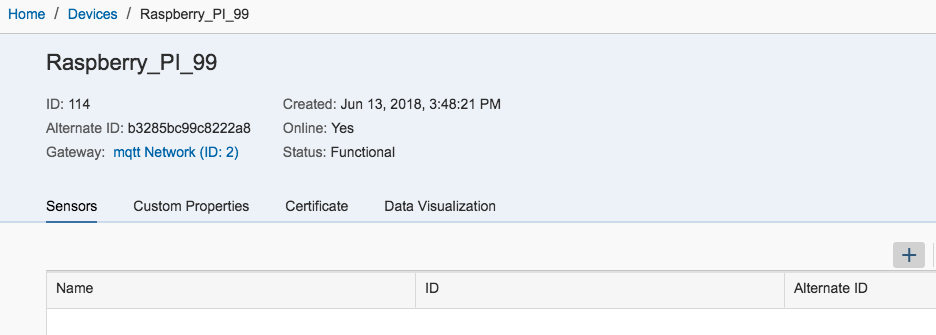 Home / Devices / Raspberry_PI_99
Raspberry_PI_99
ID: 114
Created: Jun 13, 2018, 3:48:21 PM
Alternate ID: b3285bc99c8222a8
Online: Yes
Gateway: mqtt Network (ID: 2)
Status: Functional
Sensors Custom Properties Certificate Data Visualization
+
Name ID Alternate ID